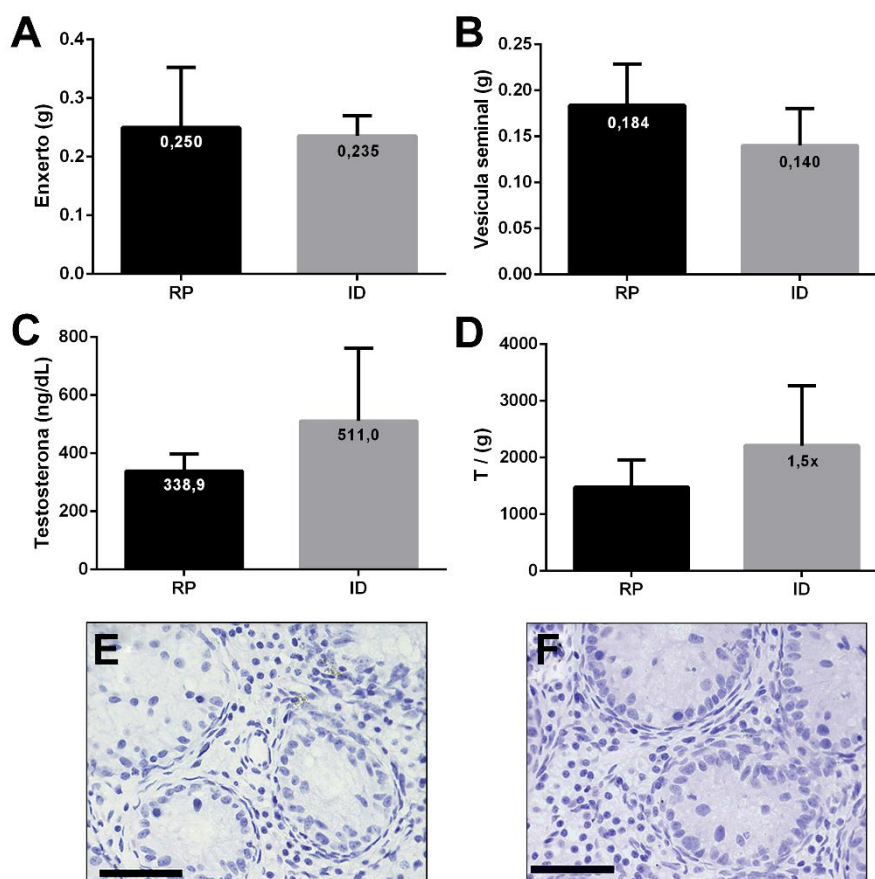 A
Enxerto (g)
0.4
0.3
0.2
0.1
0.0
0,250
0,235
RP
ID
B
Vesícula seminal (g)
0.25
0.20
0.15
0.10
0.05
0.00
0,184
0,140
RP
ID
C
Testosterona (ng/dL)
800
600
400
200
0
338,9
511,0
RP
ID
D
T / (g)
4000
3000
2000
1000
0
1,5x
RP
ID
E
F